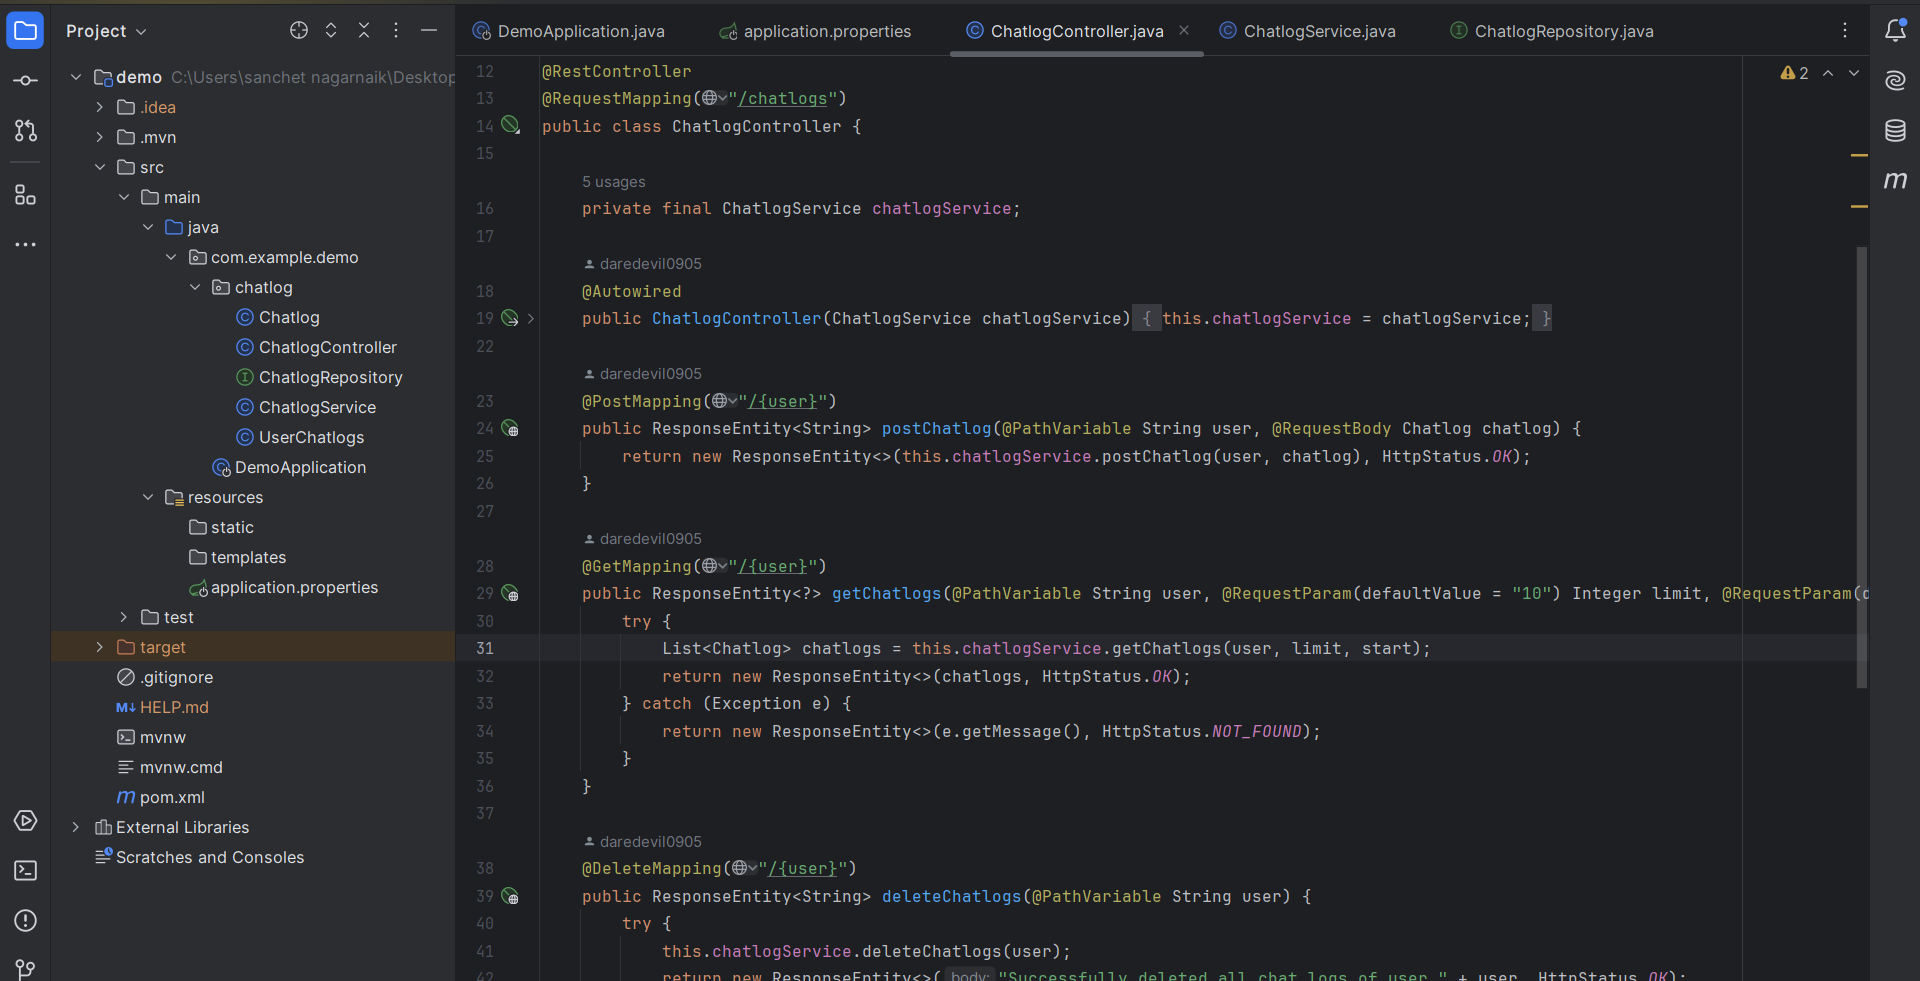 Project
demo C:\Users\sanchet nagarnaik\Desktop
.idea
.mvn
src
main
java
com.example.demo
chatlog
Chatlog
ChatlogController
ChatlogRepository
ChatlogService
UserChatlogs
DemoApplication
resources
static
templates
application.properties
test
target
.gitignore
M↓ HELP.md
mvnw
mvnw.cmd
m pom.xml
External Libraries
Scratches and Consoles
DemoApplication.java application.properties ChatlogController.java ChatlogService.java ChatlogRepository.java
2
12 @RestController
13 @RequestMapping("/chatlogs")
14 public class ChatlogController {
15
5 usages
16 private final ChatlogService chatlogService;
17
daredevil0905
18 @Autowired
19 public ChatlogController(ChatlogService chatlogService) { this.chatlogService = chatlogService; }
22
daredevil0905
23 @PostMapping("/{user}")
24 public ResponseEntity<String> postChatlog(@PathVariable String user, @RequestBody Chatlog chatlog) {
25 return new ResponseEntity<>(this.chatlogService.postChatlog(user, chatlog), HttpStatus.OK);
26 }
27
daredevil0905
28 @GetMapping("/{user}")
29 public ResponseEntity<?> getChatlogs(@PathVariable String user, @RequestParam(defaultValue = "10") Integer limit, @RequestParam(d
30 try {
31 List<Chatlog> chatlogs = this.chatlogService.getChatlogs(user, limit, start);
32 return new ResponseEntity<>(chatlogs, HttpStatus.OK);
33 } catch (Exception e) {
34 return new ResponseEntity<>(e.getMessage(), HttpStatus.NOT_FOUND);
35 }
36 }
37
daredevil0905
38 @DeleteMapping("/{user}")
39 public ResponseEntity<String> deleteChatlogs(@PathVariable String user) {
40 try {
41 this.chatlogService.deleteChatlogs(user);
42 return new ResponseEntity<>( body: "Successfully deleted all chat logs of user " + user, HttpStatus.OK);
m